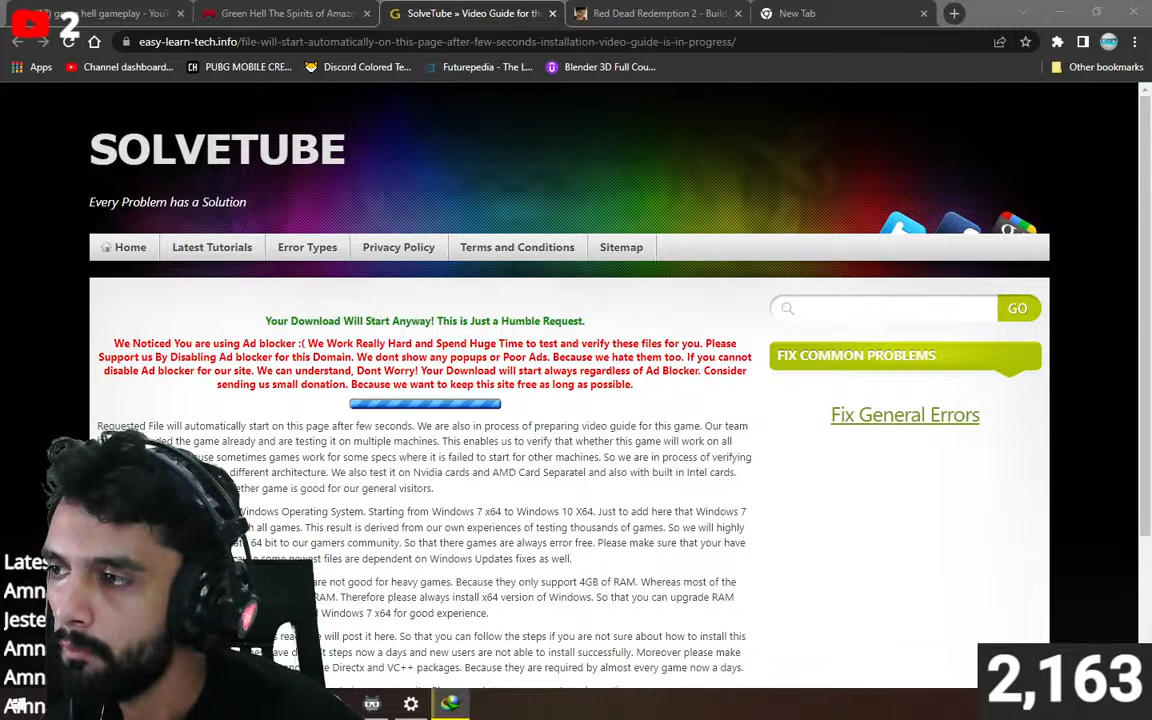 gameplay - YouT
Green Hell The Spirits of Amazo
SolveTube » Video Guide for th
Red Dead Redemption 2 - Build
New Tab
2
easy-learn-tech.info/file-will-start-automatically-on-this-page-after-few-seconds-installation-video-guide-is-in-progress/
Apps
Channel dashboard...
PUBG MOBILE CRE...
Discord Colored Te...
Futurepedia - The L...
Blender 3D Full Cou...
Other bookmarks
SOLVETUBE
Every Problem has a Solution
Home
Latest Tutorials
Error Types
Privacy Policy
Terms and Conditions
Sitemap
GO
Your Download Will Start Anyway! This is Just a Humble Request.
We Noticed You are using Ad blocker :( We Work Really Hard and Spend Huge Time to test and verify these files for you. Please
Support us By Disabling Ad blocker for this Domain. We dont show any popups or Poor Ads. Because we hate them too. If you cannot
disable Ad blocker for our site. We can understand, Dont Worry! Your Download will start always regardless of Ad Blocker. Consider
sending us small donation. Because we want to keep this site free as long as possible.
FIX COMMON PROBLEMS
Fix General Errors
Requested File will automatically start on this page after few seconds. We are also in process of preparing video guide for this game. Our team
the game already and are testing it on multiple machines. This enables us to verify that whether this game will work on all
sometimes games work for some specs where it is failed to start for other machines. So we are in process of verifying
different architecture. We also test it on Nvidia cards and AMD Card Separatel and also with built in Intel cards.
game is good for our general visitors.
Windows Operating System. Starting from Windows 7 x64 to Windows 10 X64. Just to add here that Windows 7
all games. This result is derived from our own experiences of testing thousands of games. So we will highly
64 bit to our gamers community. So that there games are always error free. Please make sure that your have
some newest files are dependent on Windows Updates fixes as well.
are not good for heavy games. Because they only support 4GB of RAM. Whereas most of the
RAM. Therefore please always install x64 version of Windows. So that you can upgrade RAM
Windows 7 x64 for good experience.
will post it here. So that you can follow the steps if you are not sure about how to install this
steps now a days and new users are not able to install successfully. Moreover please make
Directx and VC++ packages. Because they are required by almost every game now a days.
Lates
Amn
Jeste
Amn
Amn
Amn
2,163